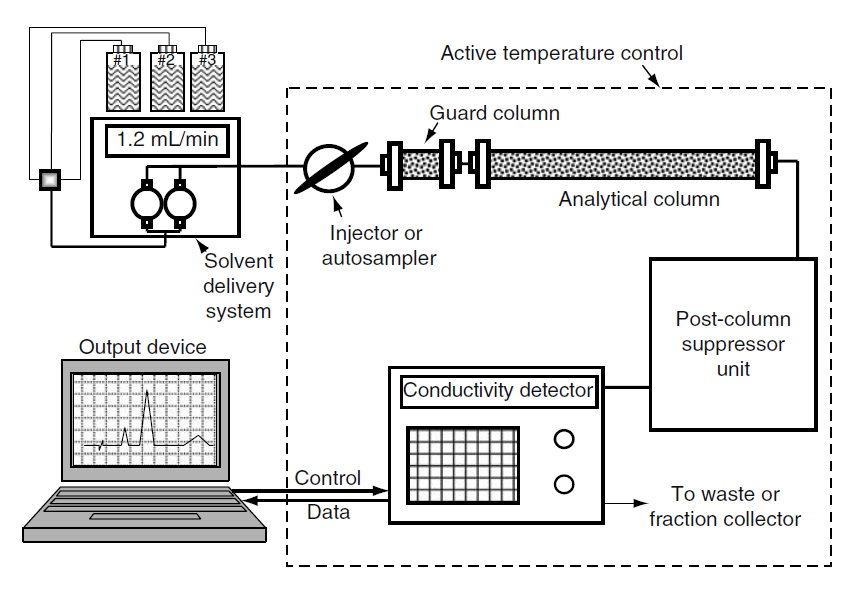 Active temperature control
#1 #2 #3
1.2 mL/min
Guard column
Analytical column
Injector or
autosampler
Solvent
delivery
system
Post-column
suppressor
unit
Output device
Conductivity detector
Control
Data
To waste or
fraction collector